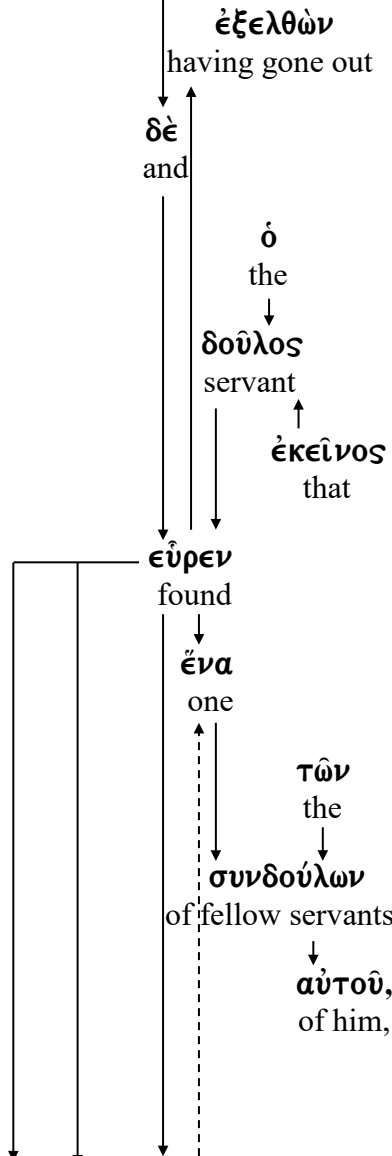 ἐξελθὼν
having gone out
δὲ
and
ὁ
the
δοῦλος
servant
ἐκεῖνος
that
εὗρεν
found
ἕνα
one
τῶν
the
συνδούλων
of fellow servants
αὐτοῦ,
of him,